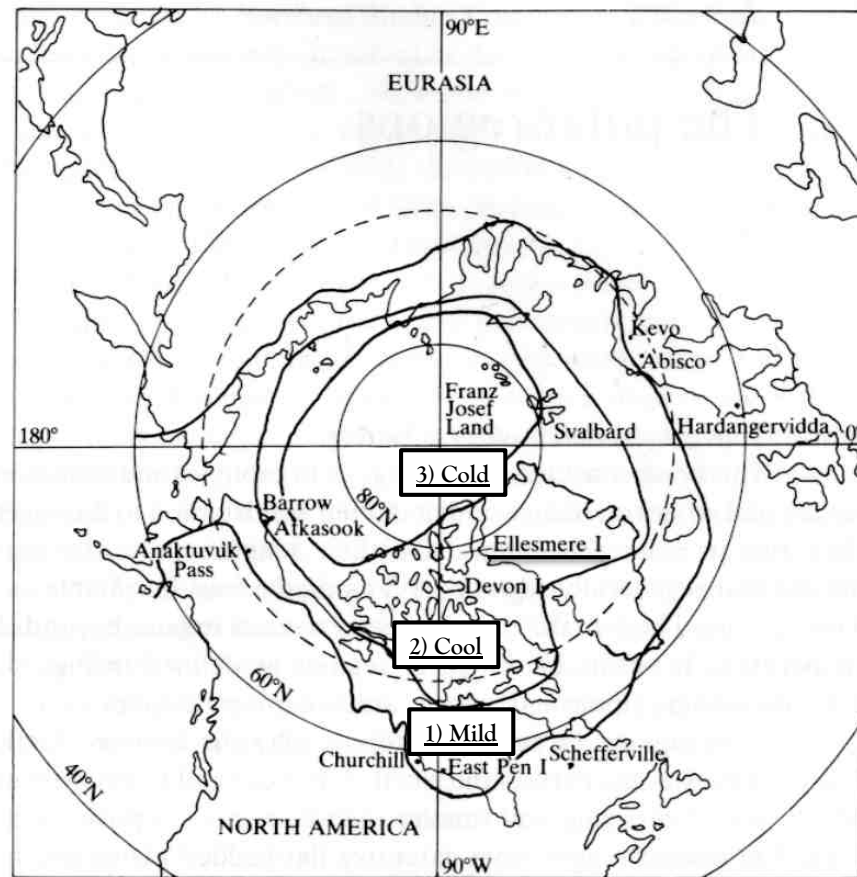 90°E
EURASIA
Kevo
Abisco
Franz
Josef
Land
Hardangervidda
Svalbard
180°
0°
3) Cold
Barrow
80°N
Atkasook
Anaktuvuk
Pass
Ellesmere I
Devon I.
2) Cool
60°N
1) Mild
Churchill
East Pen I
Schefferville
40°N
NORTH AMERICA
90°W